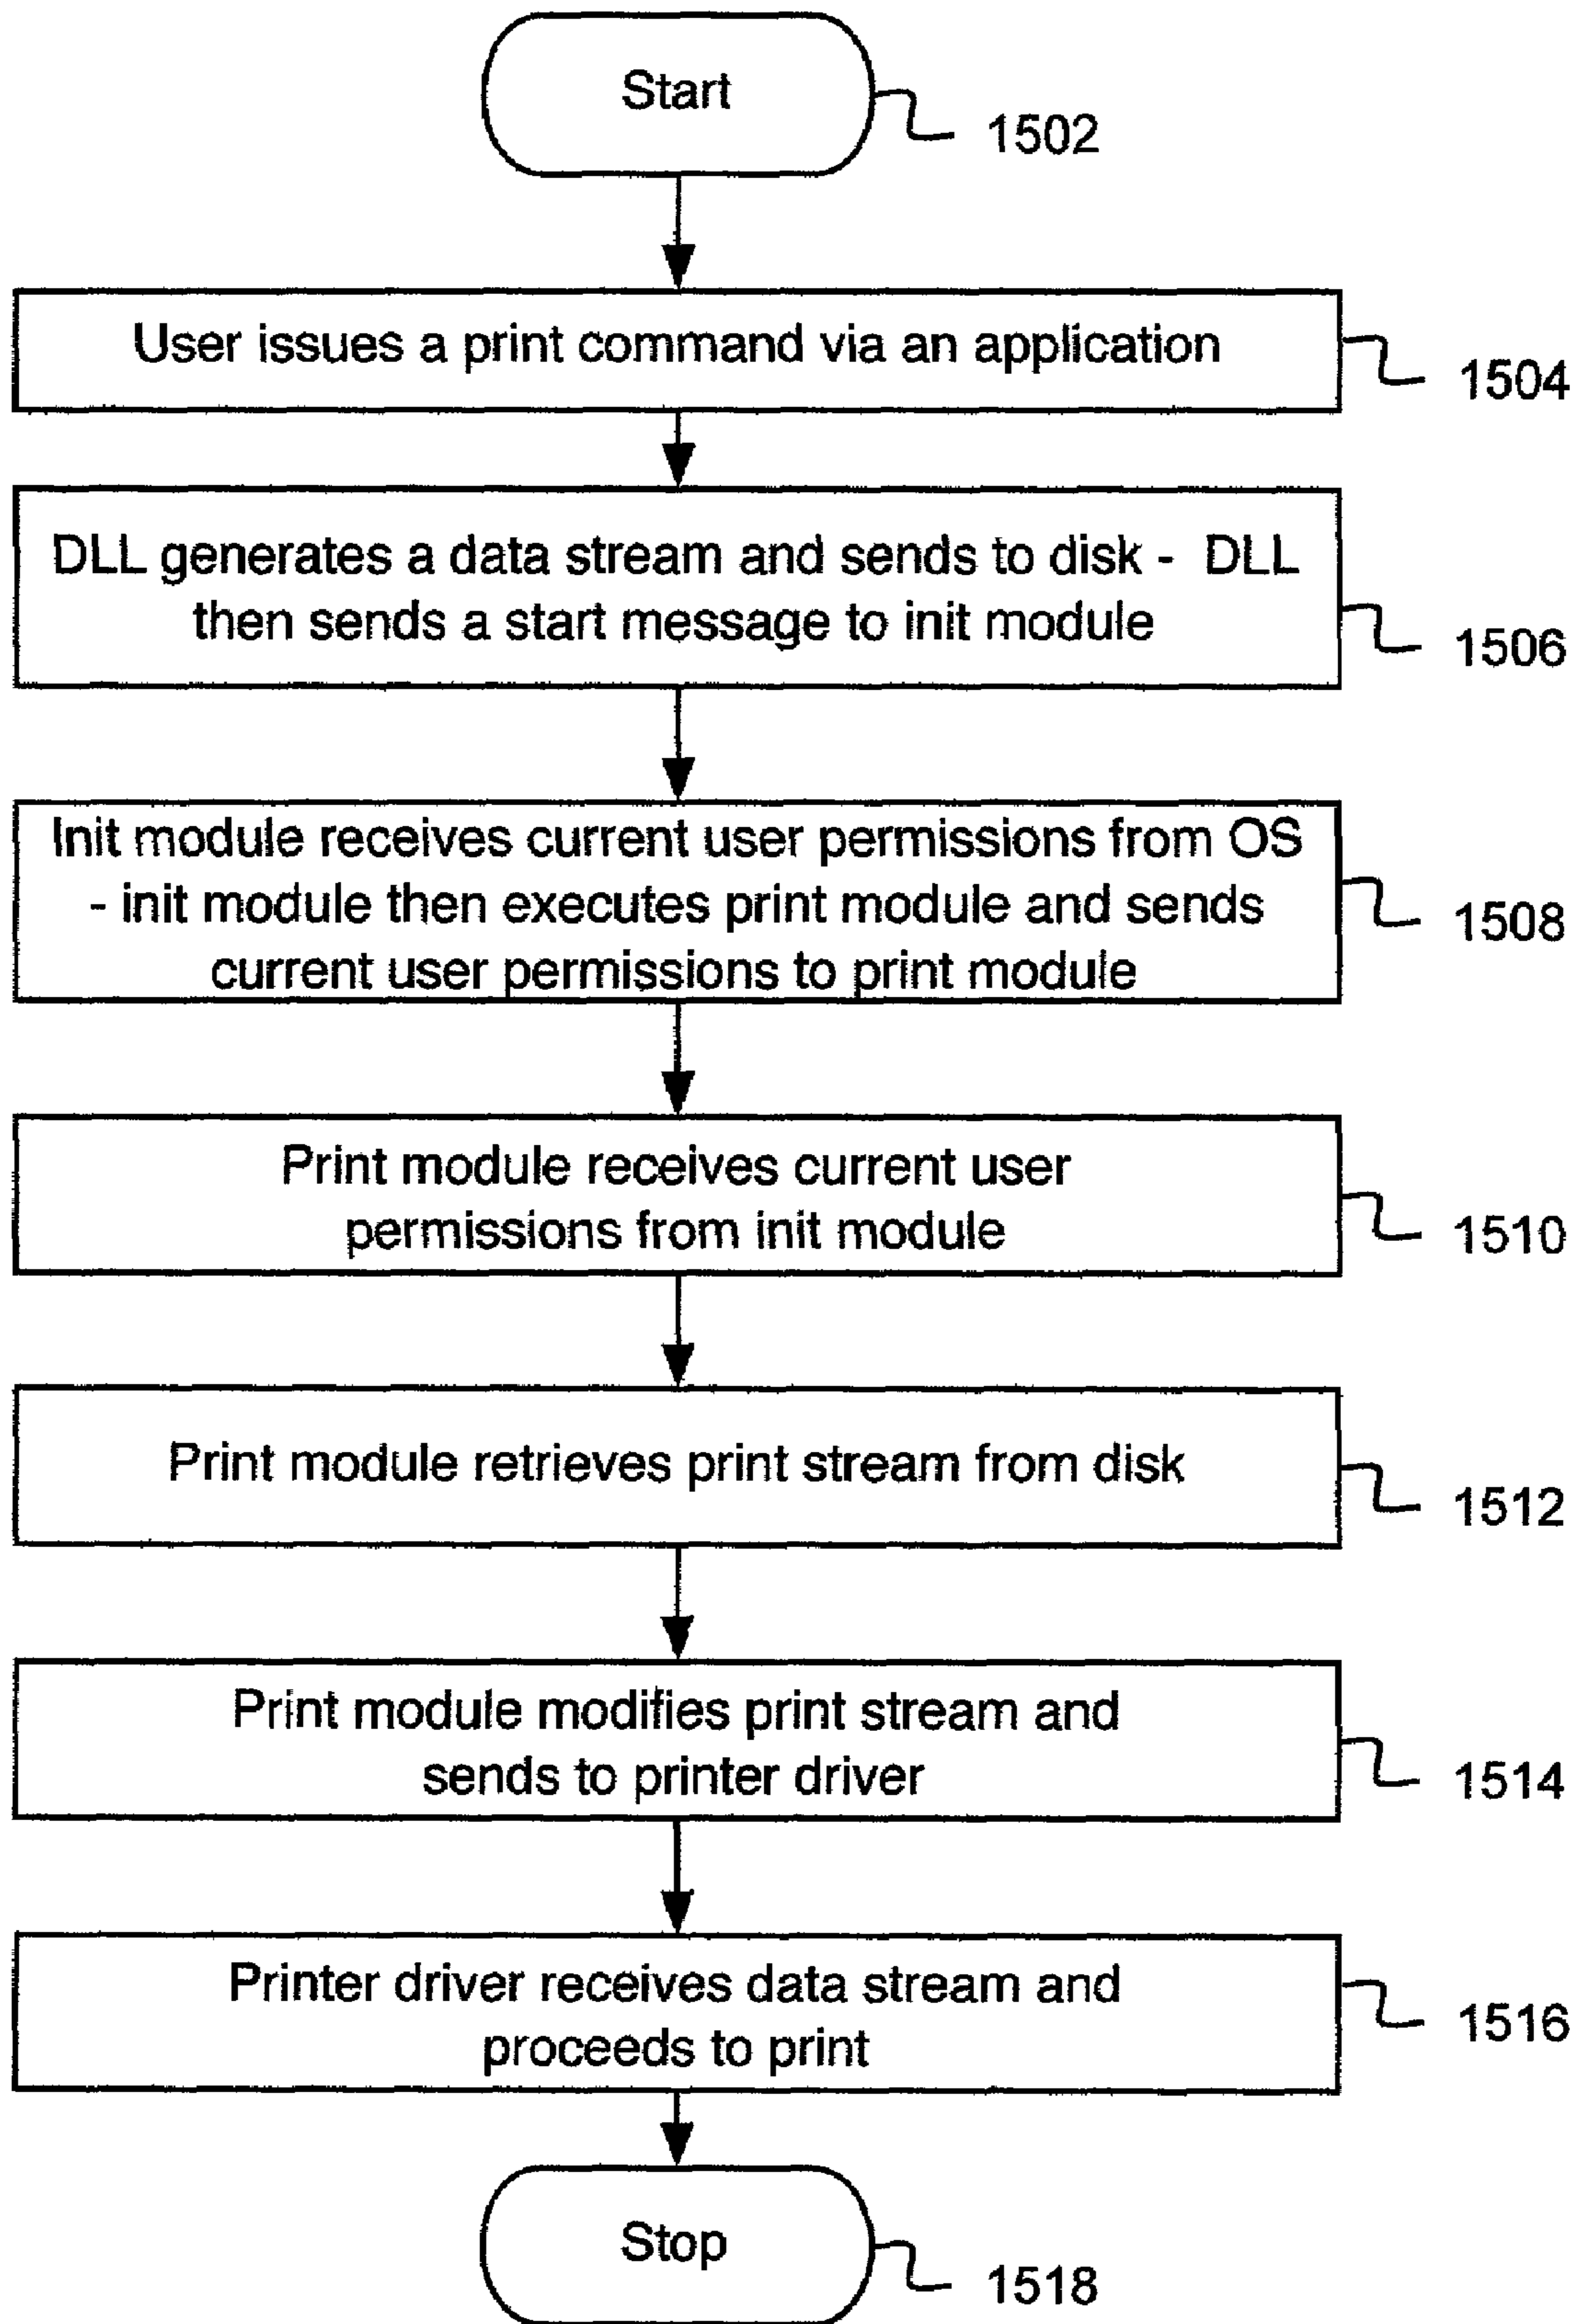 Start
1502
User issues a print command via an application
1504
DLL generates a data stream and sends to disk - DLL
then sends a start message to init module
1506
Init module receives current user permissions from OS
- init module then executes print module and sends
current user permissions to print module
1508
Print module receives current user
permissions from init module
1510
Print module retrieves print stream from disk
1512
Print module modifies print stream and
sends to printer driver
1514
Printer driver receives data stream and
proceeds to print
1516
Stop
1518